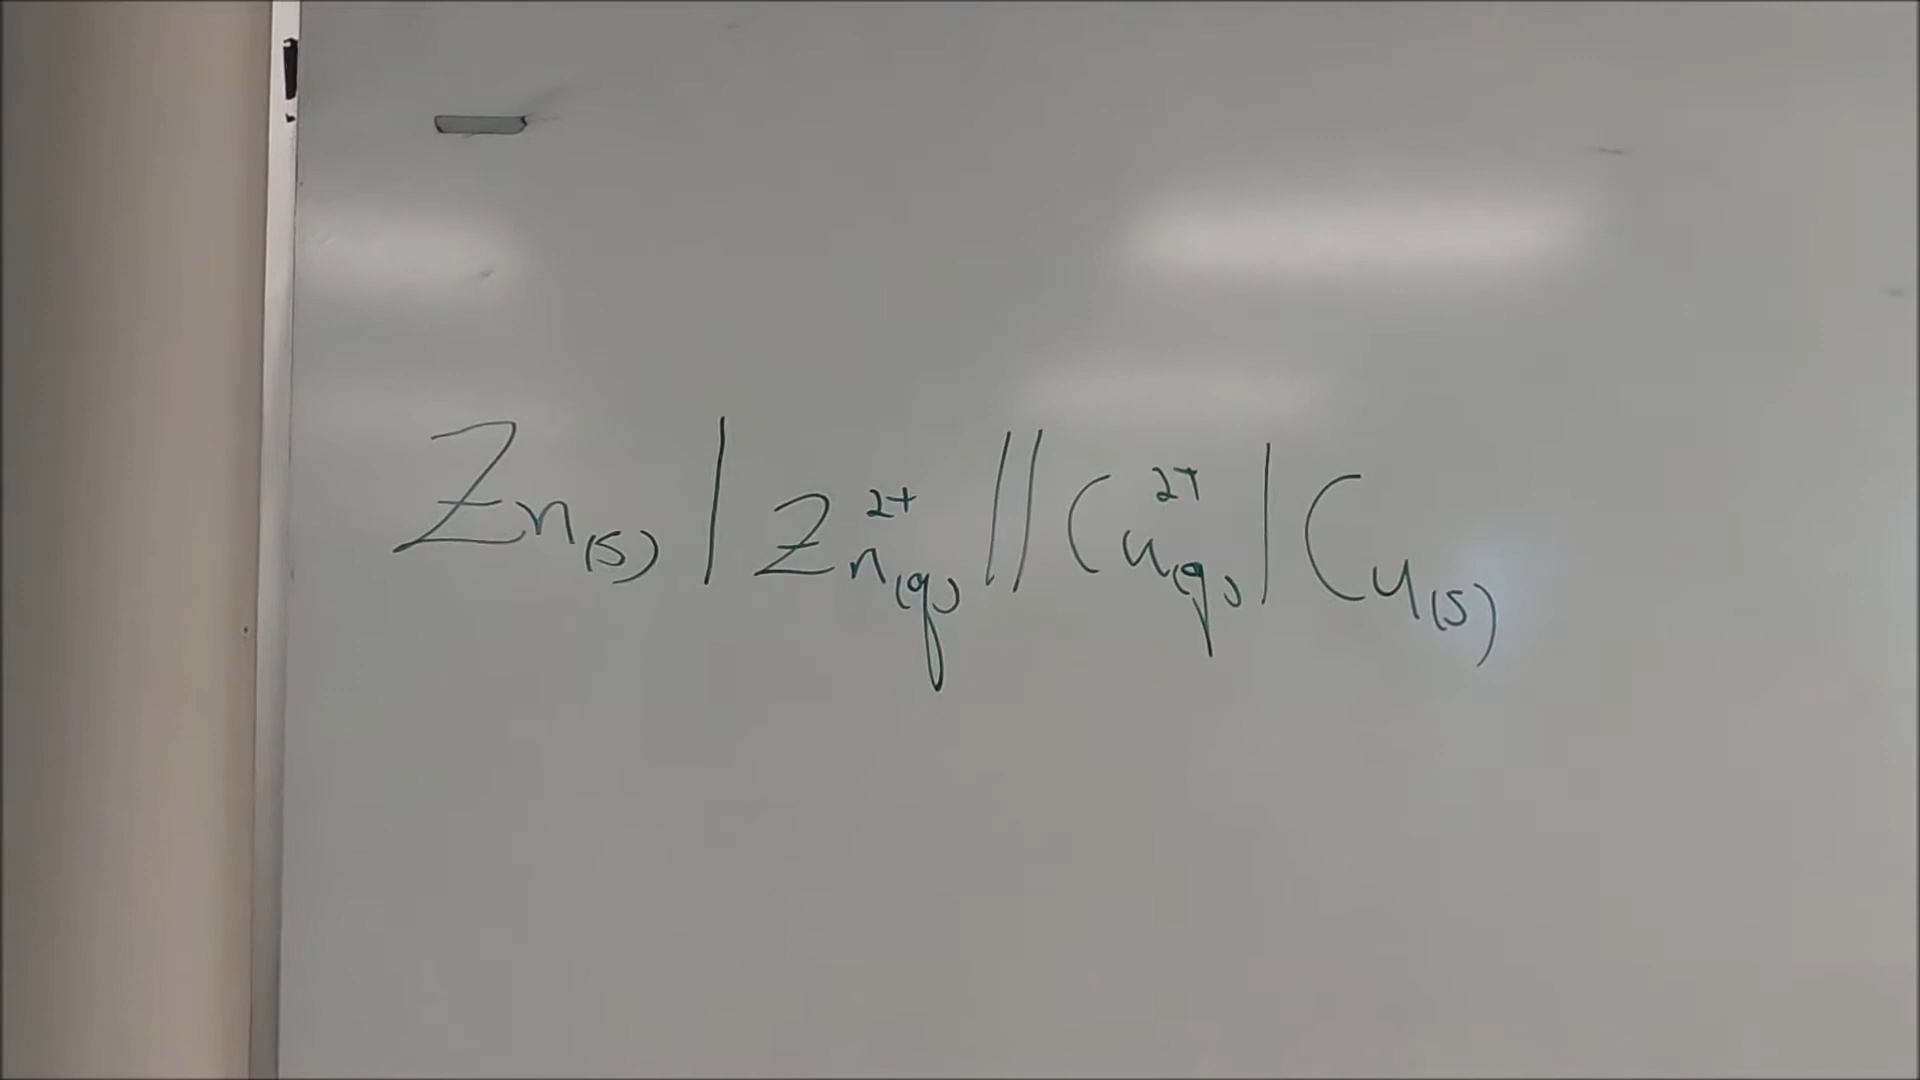 Zn(s) | Zn²⁺(aq) || Cu²⁺(aq) | Cu(s)